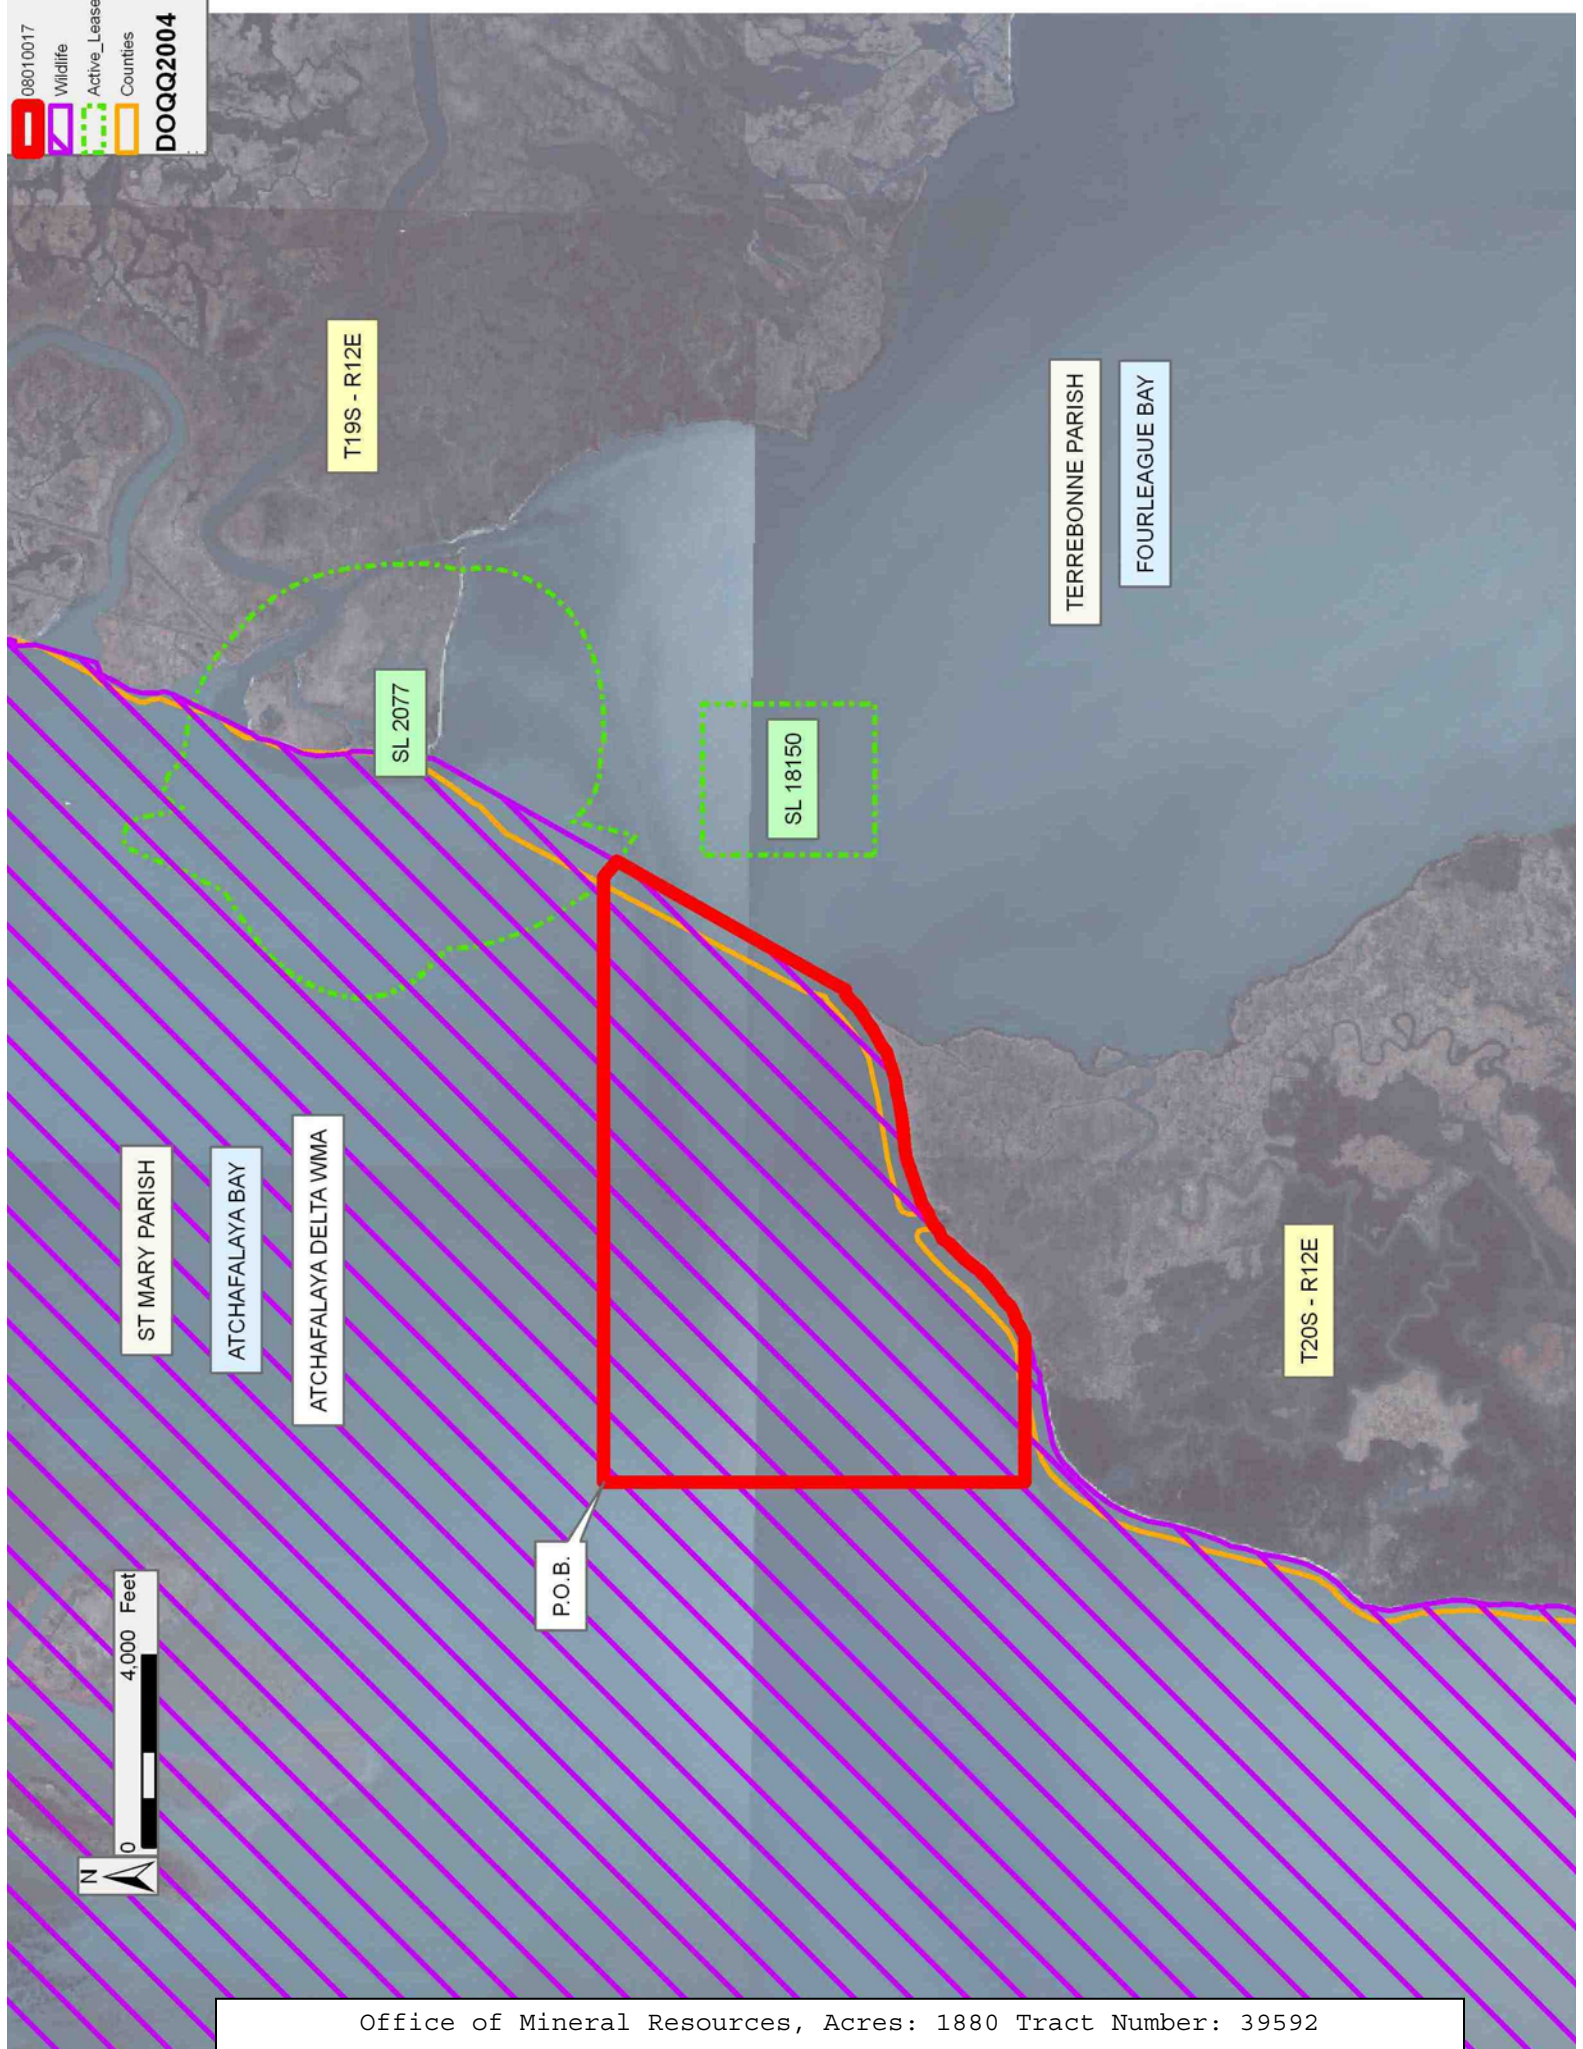 08010017
Wildlife
Active_Lease
Counties
DOQQ2004
T19S - R12E
SL 2077
SL 18150
TERREBONNE PARISH
FOURLEAGUE BAY
ST MARY PARISH
ATCHAFALAYA BAY
ATCHAFALAYA DELTA WMA
P.O.B.
T20S - R12E
0 4,000 Feet
N
Office of Mineral Resources, Acres: 1880 Tract Number: 39592